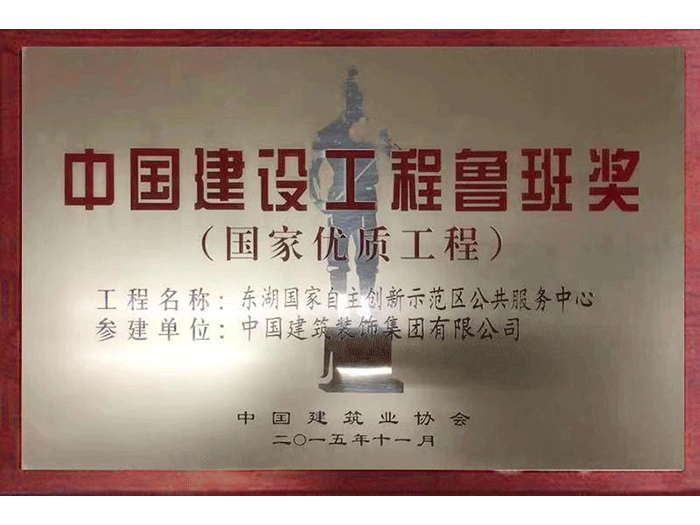 中国建设工程鲁班奖
（国家优质工程）
工程名称：东湖国家自主创新示范区公共服务中心
参建单位：中国建筑装饰集团有限公司
中国建筑业协会
二〇一五年十一月